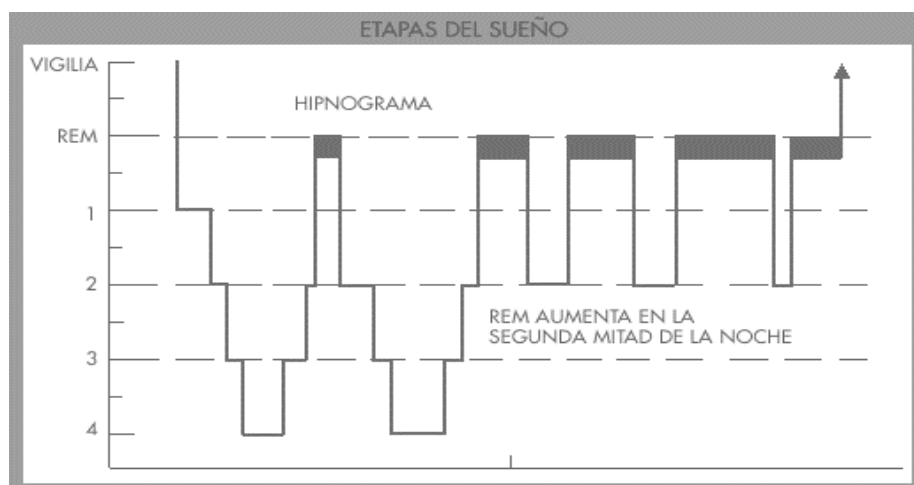 ETAPAS DEL SUEÑO
VIGILIA
HIPNOGRAMA
REM
1
2
REM AUMENTA EN LA
SEGUNDA MITAD DE LA NOCHE
3
4